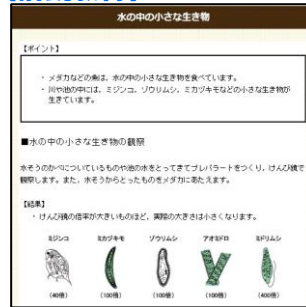 水の中の小さな生き物
【ポイント】
・ メダカなどの魚は、水の中の小さな生き物を食べています。
・ 川や池の中には、ミジンコ、ゾウリムシ、ミカヅキモなどの小さな生き物が
生きています。
■水の中の小さな生き物の観察
水そうのかべについているものや池の水をとってきてプレパラートをつくり、けんび鏡で
観察します。また、水そうからとったものをメダカにあたえます。
【結果】
・ けんび鏡の倍率が大きいものほど、実際の大きさは小さくなります。
ミジンコ ミカヅキモ ゾウリムシ アオミドロ ミドリムシ
(40倍) (100倍) (100倍) (100倍) (100倍)